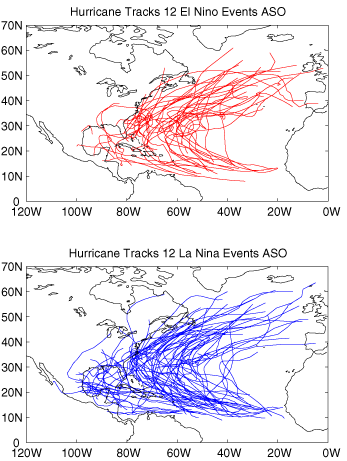 Hurricane Tracks 12 El Nino Events ASO
70N
60N
50N
40N
30N
20N
10N
0
120W 100W 80W 60W 40W 20W 0W
Hurricane Tracks 12 La Nina Events ASO
70N
60N
50N
40N
30N
20N
10N
0
120W 100W 80W 60W 40W 20W 0W